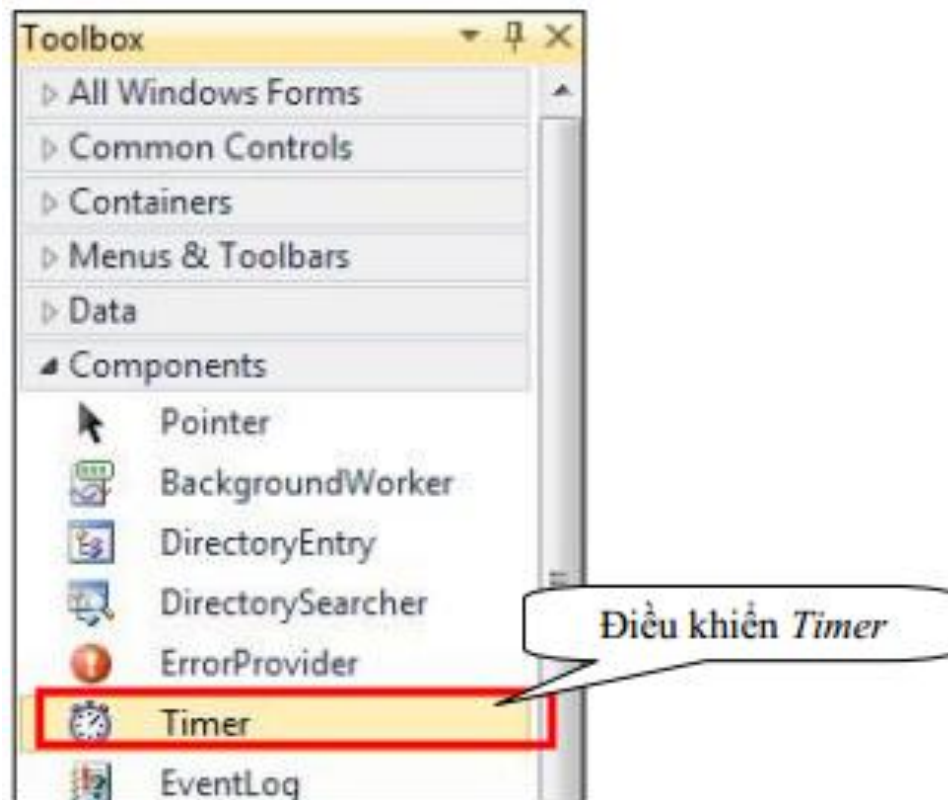 Toolbox
All Windows Forms
Common Controls
Containers
Menus & Toolbars
Data
Components
Pointer
BackgroundWorker
DirectoryEntry
DirectorySearcher
ErrorProvider
Timer
EventLog
Điều khiển Timer